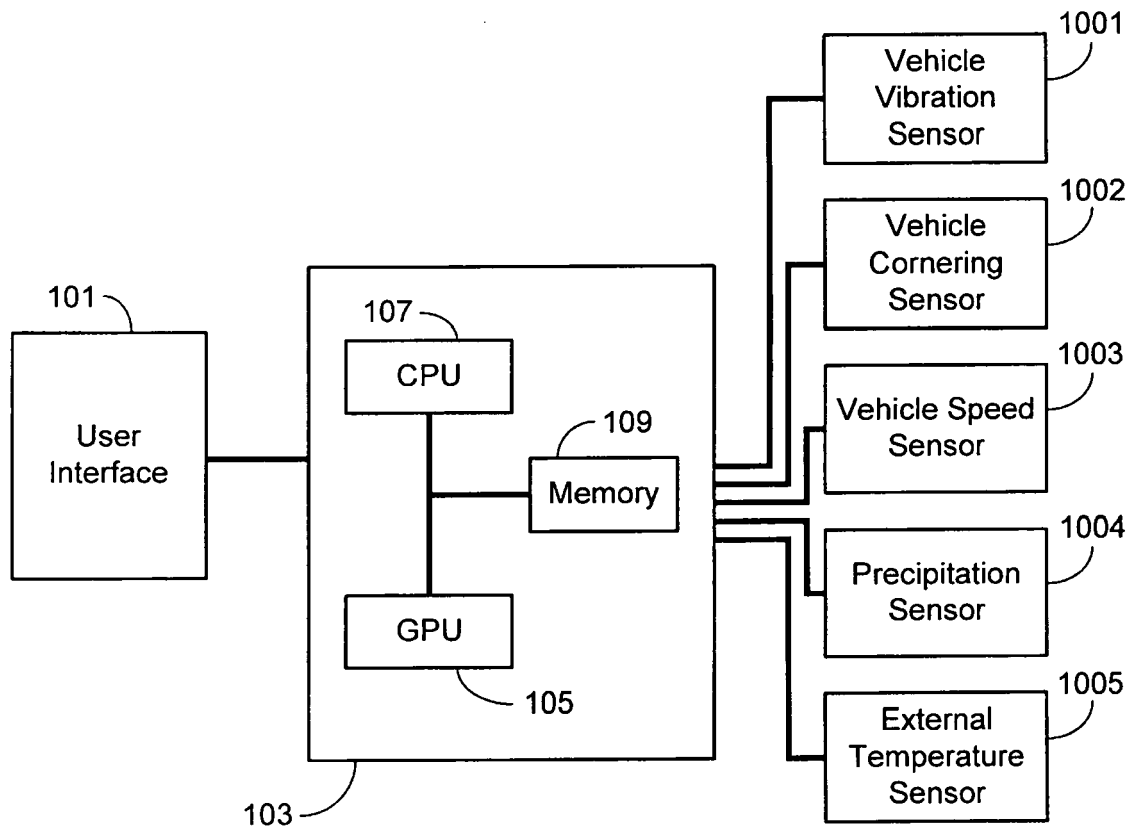 1001
Vehicle
Vibration
Sensor
1002
Vehicle
Cornering
Sensor
101
User
Interface
107
CPU
109
Memory
GPU
105
103
1003
Vehicle Speed
Sensor
1004
Precipitation
Sensor
1005
External
Temperature
Sensor